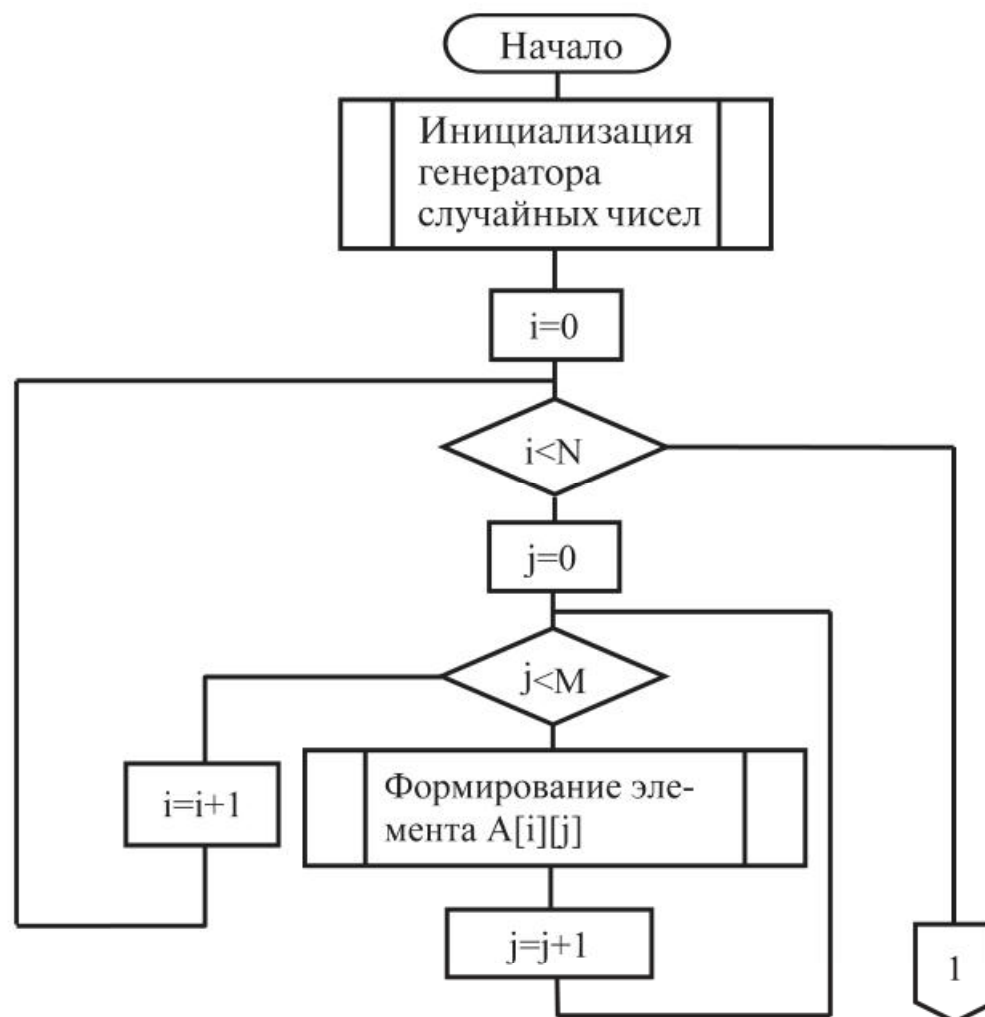 Начало
Инициализация
генератора
случайных чисел
i=0
i<N
j=0
j<M
Формирование эле-
мента A[i][j]
i=i+1
j=j+1
1